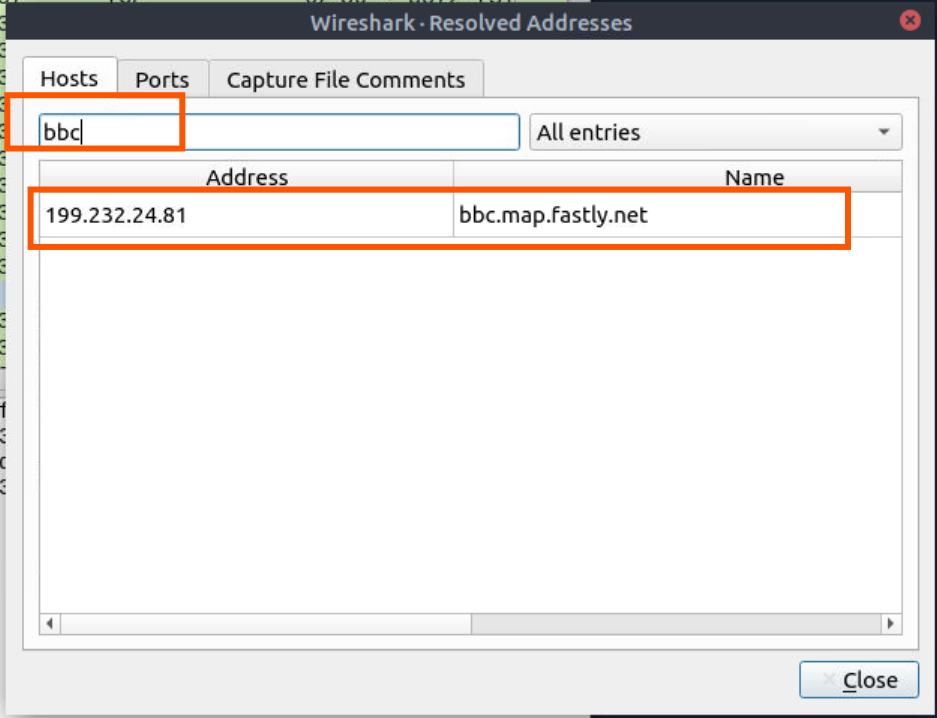 Wireshark · Resolved Addresses
Hosts Ports Capture File Comments
bbc All entries
Address Name
199.232.24.81 bbc.map.fastly.net
Close